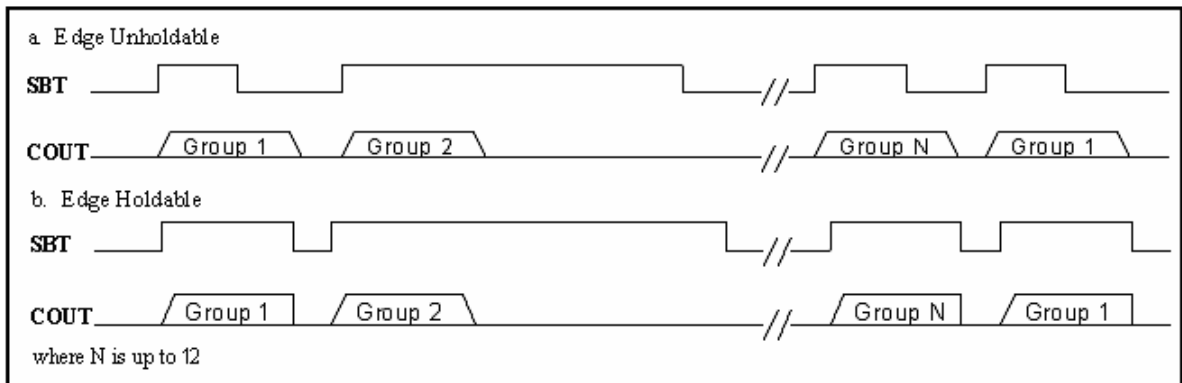 a. Edge Unholdable
SBT
//
COUT Group 1 Group 2 // Group N Group 1
b. Edge Holdable
SBT
//
COUT Group 1 Group 2 // Group N Group 1
where N is up to 12